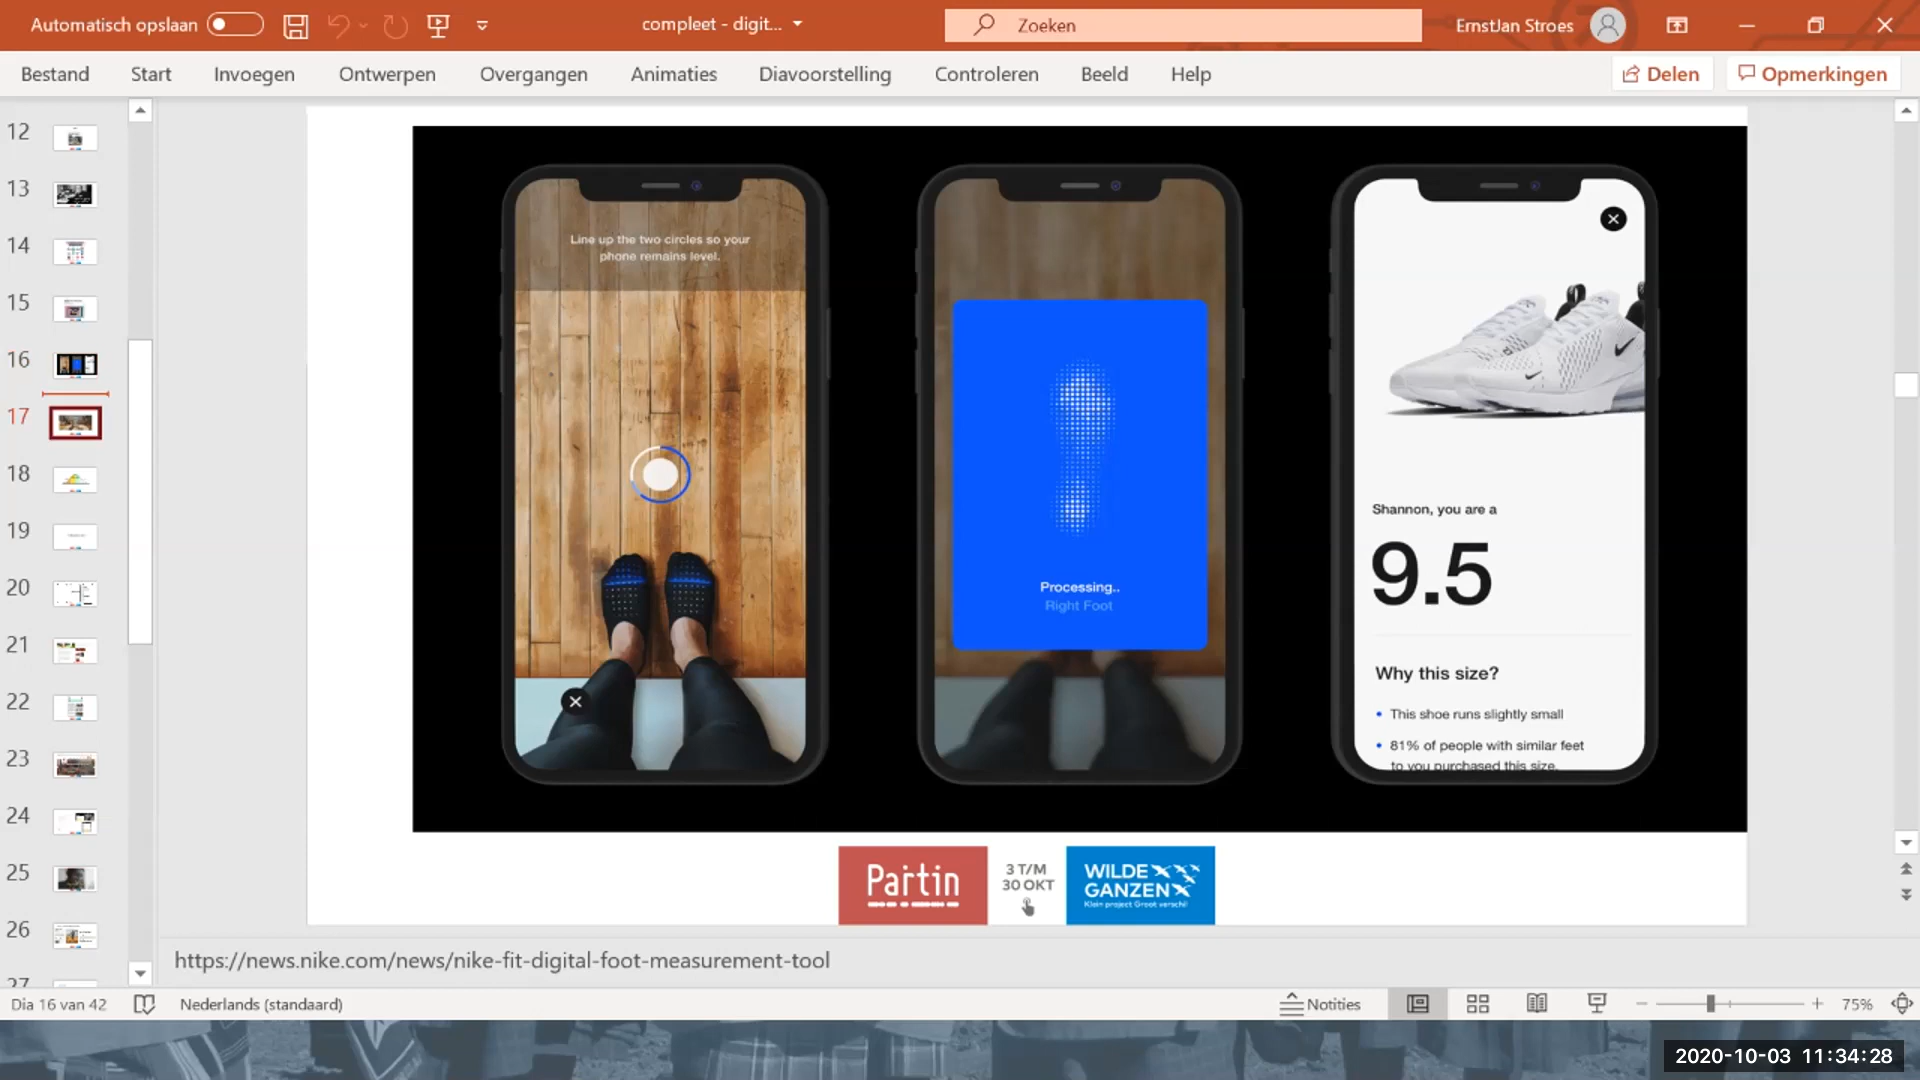 Automatisch opslaan
compleet - digit...
Zoeken
ErnstJan Stroes
Bestand Start Invoegen Ontwerpen Overgangen Animaties Diavoorstelling Controleren Beeld Help
Delen
Opmerkingen
12
13
14
15
16
17
18
19
20
21
22
23
24
25
26
27
Line up the two circles so your
phone remains level.
Processing..
Right Foot
Shannon, you are a
9.5
Why this size?
• This shoe runs slightly small
• 81% of people with similar feet
to you purchased this size.
Partin
3 T/M
30 OKT
WILDE
GANZEN
Klein project Groot verschil
https://news.nike.com/news/nike-fit-digital-foot-measurement-tool
Dia 16 van 42
Nederlands (standaard)
Notities
75%
2020-10-03 11:34:28